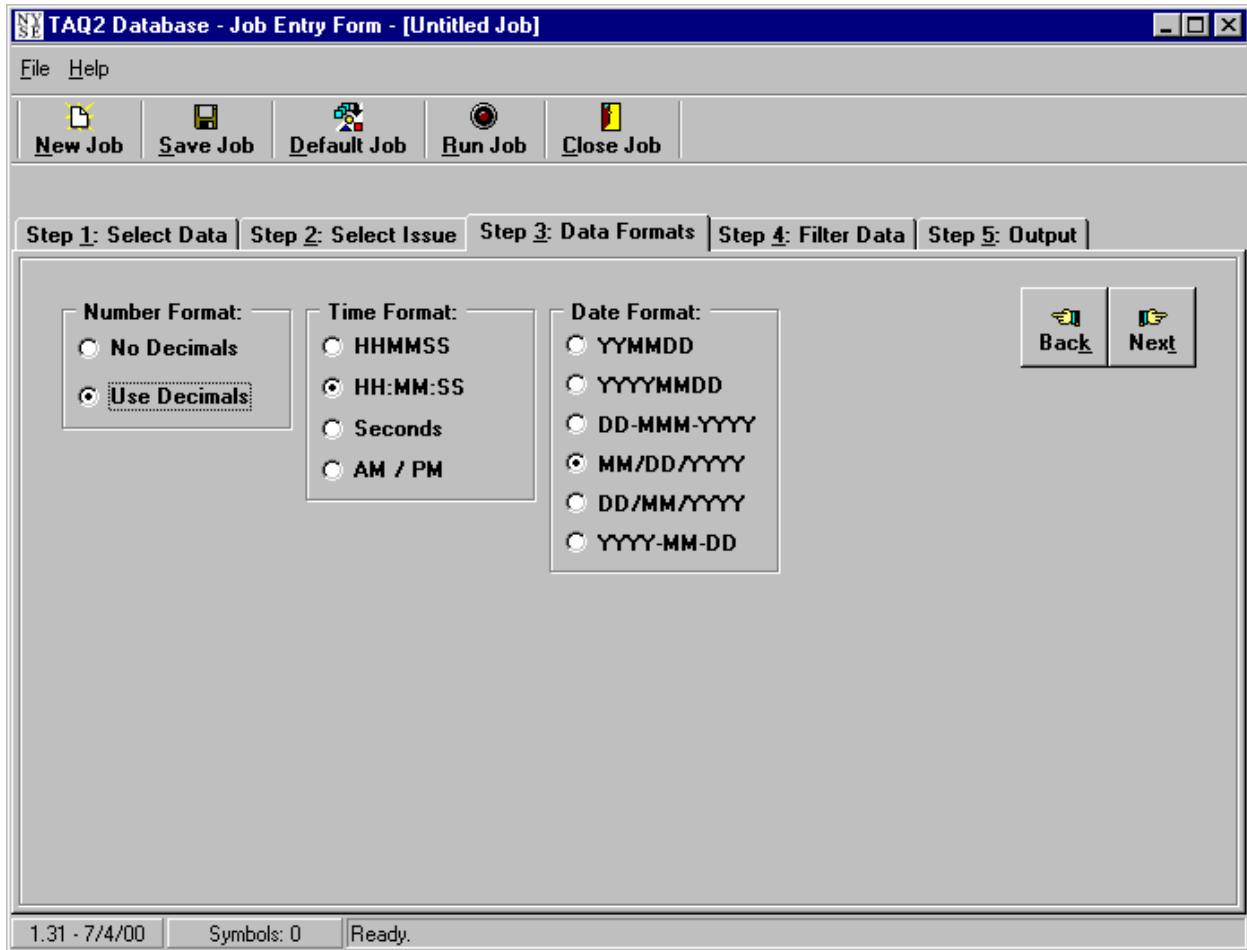 NY
SE
TAQ2 Database - Job Entry Form - [Untitled Job]
File Help
New Job Save Job Default Job Run Job Close Job
Step 1: Select Data Step 2: Select Issue Step 3: Data Formats Step 4: Filter Data Step 5: Output
Number Format:
No Decimals
Use Decimals
Time Format:
HHMMSS
HH:MM:SS
Seconds
AM / PM
Date Format:
YYMMDD
YYYYMMDD
DD-MMM-YYYY
MM/DD/YYYY
DD/MM/YYYY
YYYY-MM-DD
Back Next
1.31 - 7/4/00 Symbols: 0 Ready.